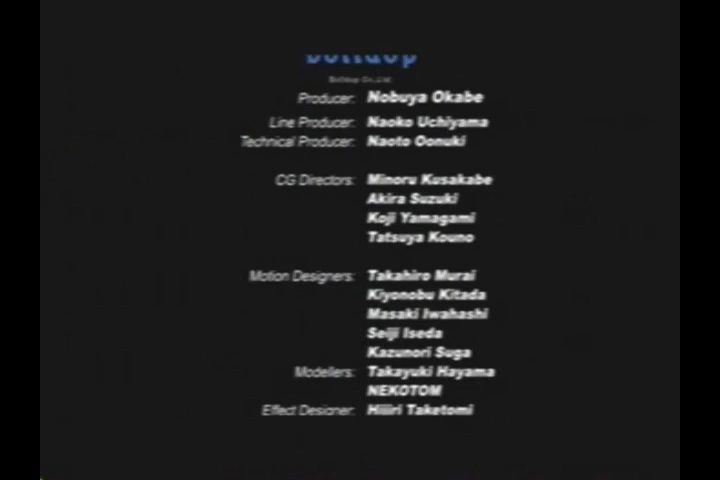 Producer: Nobuya Okabe
Line Producer: Naoko Uchiyama
Technical Producer: Naoto Oonuki
CG Directors: Minoru Kusakabe
Akira Suzuki
Koji Yamagami
Tatsuya Kouno
Motion Designers: Takahiro Murai
Kiyonobu Kitada
Masaki Iwahashi
Seiji Iseda
Kazunori Suga
Modellers: Takayuki Hayama
NEKOTOM
Effect Designer: Taketomi